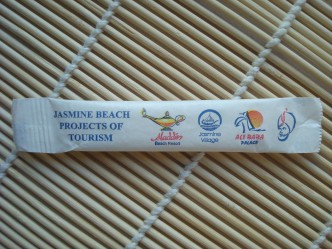 JASMINE BEACH
PROJECTS OF
TOURISM
Aladdin
Beach Resort
Jasmine
Village
ALI BABA
PALACE